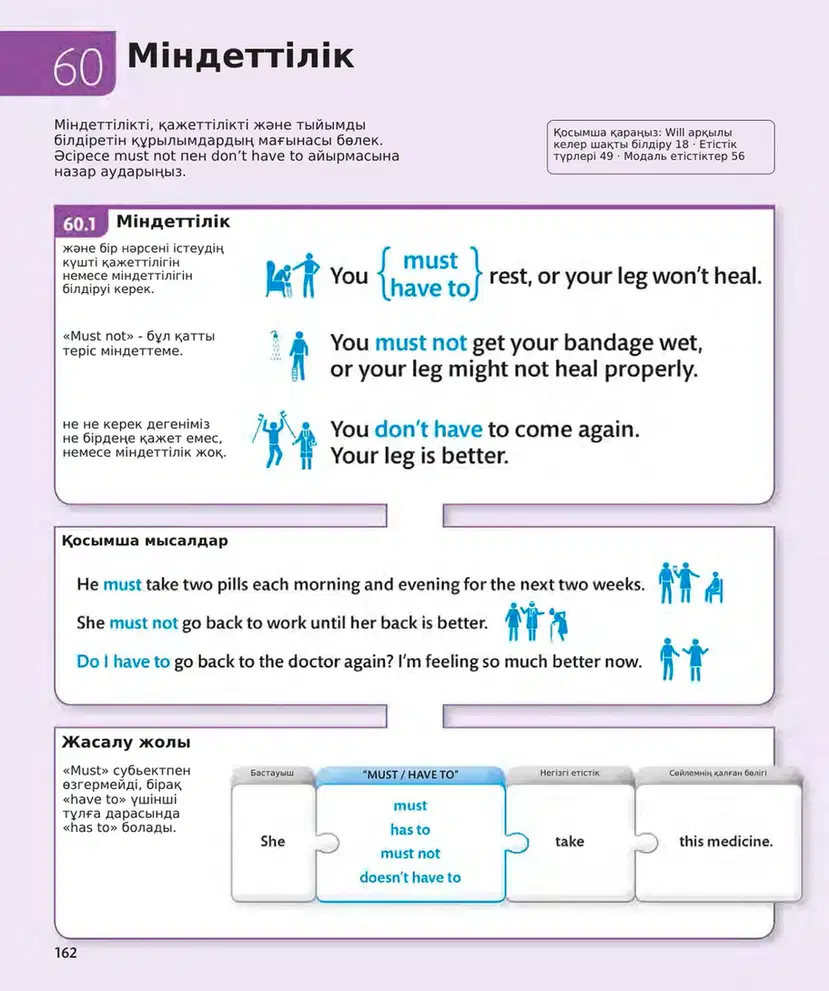 60
Міндеттілік
Міндеттілікті, қажеттілікті және тыйымды
білдіретін құрылымдардың мағынасы бөлек.
Әсіресе must not пен don’t have to айырмасына
назар аударыңыз.
Қосымша қараңыз: Will арқылы
келер шақты білдіру 18 · Етістік
түрлері 49 · Модаль етістіктер 56
60.1 Міндеттілік
және бір нәрсені істеудің
күшті қажеттілігін
немесе міндеттілігін
білдіруі керек.
You { must
have to } rest, or your leg won’t heal.
«Must not» - бұл қатты
теріс міндеттеме.
You must not get your bandage wet,
or your leg might not heal properly.
не не керек дегеніміз
не бірдеңе қажет емес,
немесе міндеттілік жоқ.
You don’t have to come again.
Your leg is better.
Қосымша мысалдар
He must take two pills each morning and evening for the next two weeks.
She must not go back to work until her back is better.
Do I have to go back to the doctor again? I’m feeling so much better now.
Жасалу жолы
«Must» субьектпен
өзгермейді, бірақ
«have to» үшінші
тұлға дарасында
«has to» болады.
Бастауыш
She
"MUST / HAVE TO"
must
has to
must not
doesn’t have to
Негізгі етістік
take
Сөйлемнің қалған бөлігі
this medicine.
162